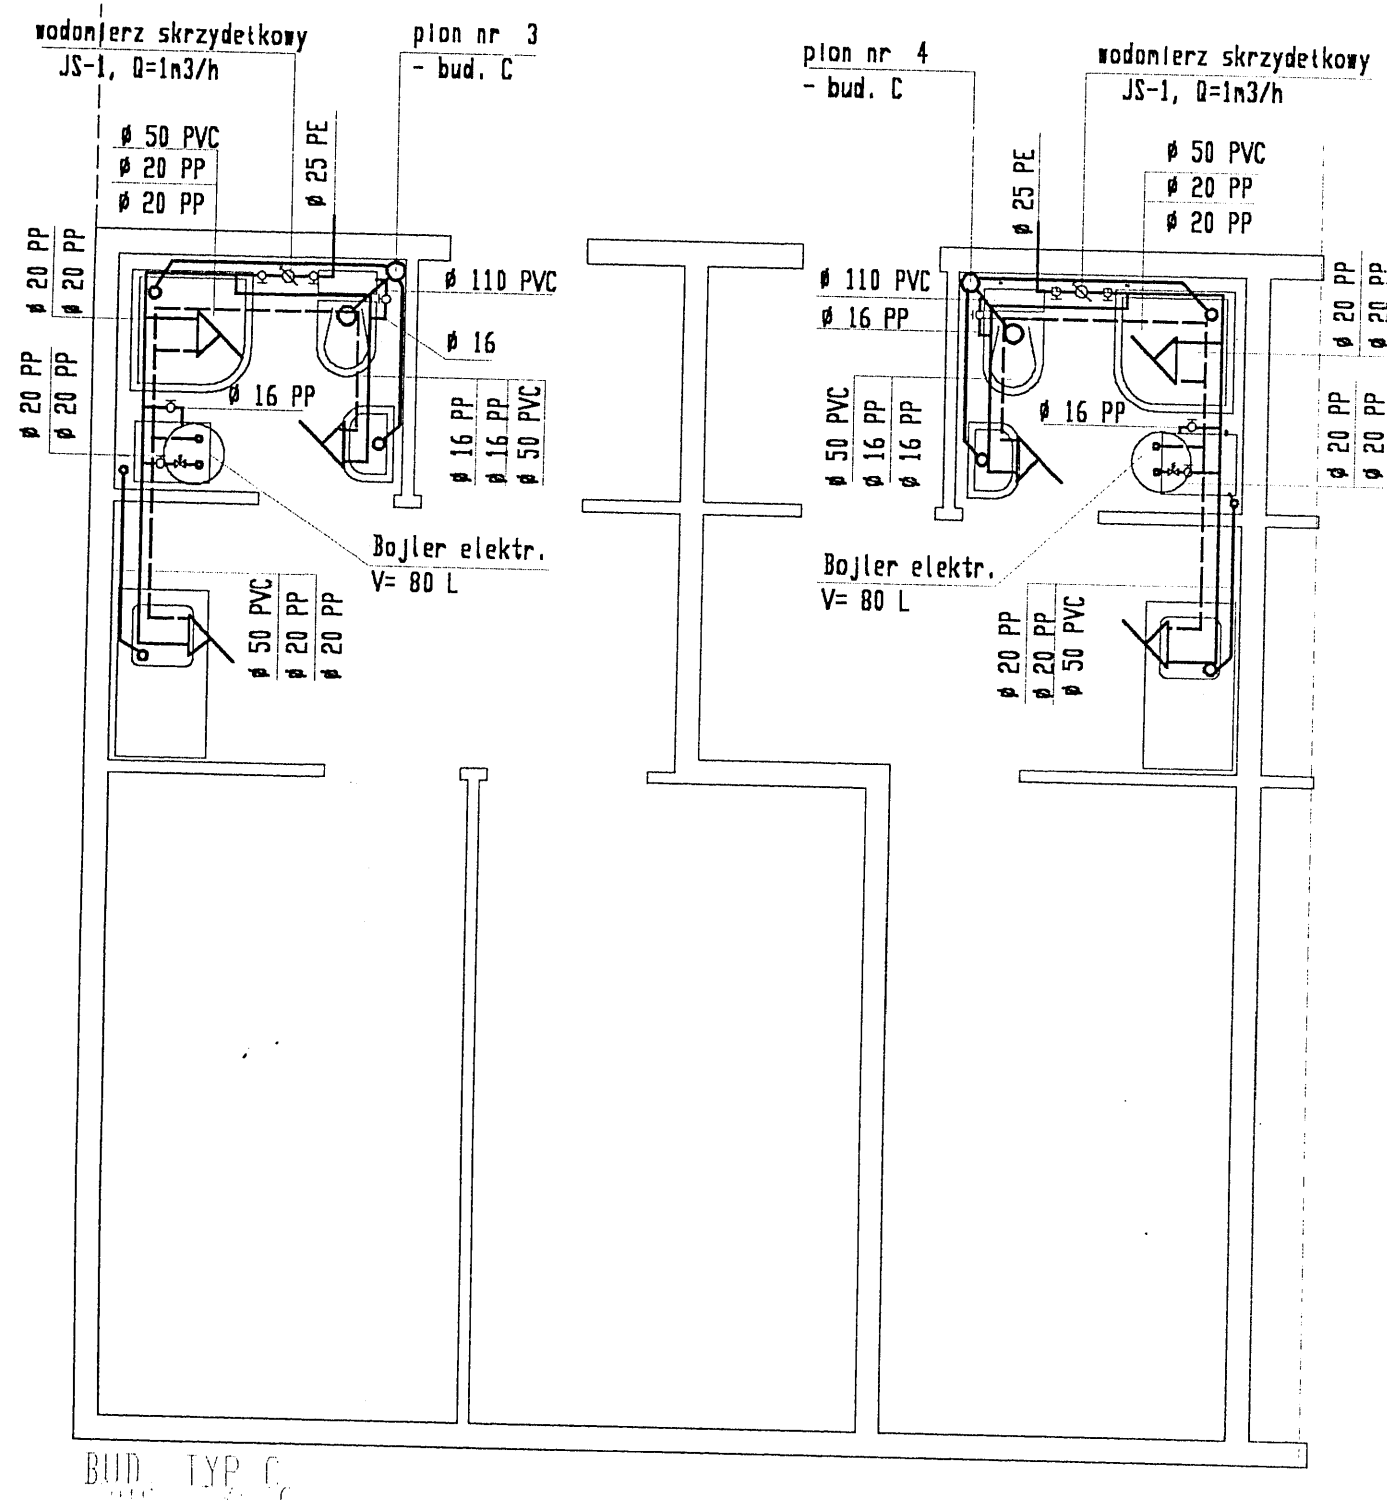 wodomierz skrzydełkowy
JS-1, Q=1m3/h
pion nr 3
- bud. C
pion nr 4
- bud. C
wodomierz skrzydełkowy
JS-1, Q=1m3/h
ø 50 PVC
ø 20 PP
ø 20 PP
ø 25 PE
ø 25 PE
ø 50 PVC
ø 20 PP
ø 20 PP
ø 20 PP
ø 20 PP
ø 110 PVC
ø 16
ø 110 PVC
ø 16 PP
ø 20 PP
ø 20 PP
ø 20 PP
ø 20 PP
ø 16 PP
ø 16 PP
ø 16 PP
ø 50 PVC
ø 50 PVC
ø 16 PP
ø 16 PP
ø 16 PP
ø 20 PP
ø 20 PP
Bojler elektr.
V= 80 L
Bojler elektr.
V= 80 L
ø 50 PVC
ø 20 PP
ø 20 PP
ø 20 PP
ø 20 PP
ø 50 PVC
BUD. TYP C